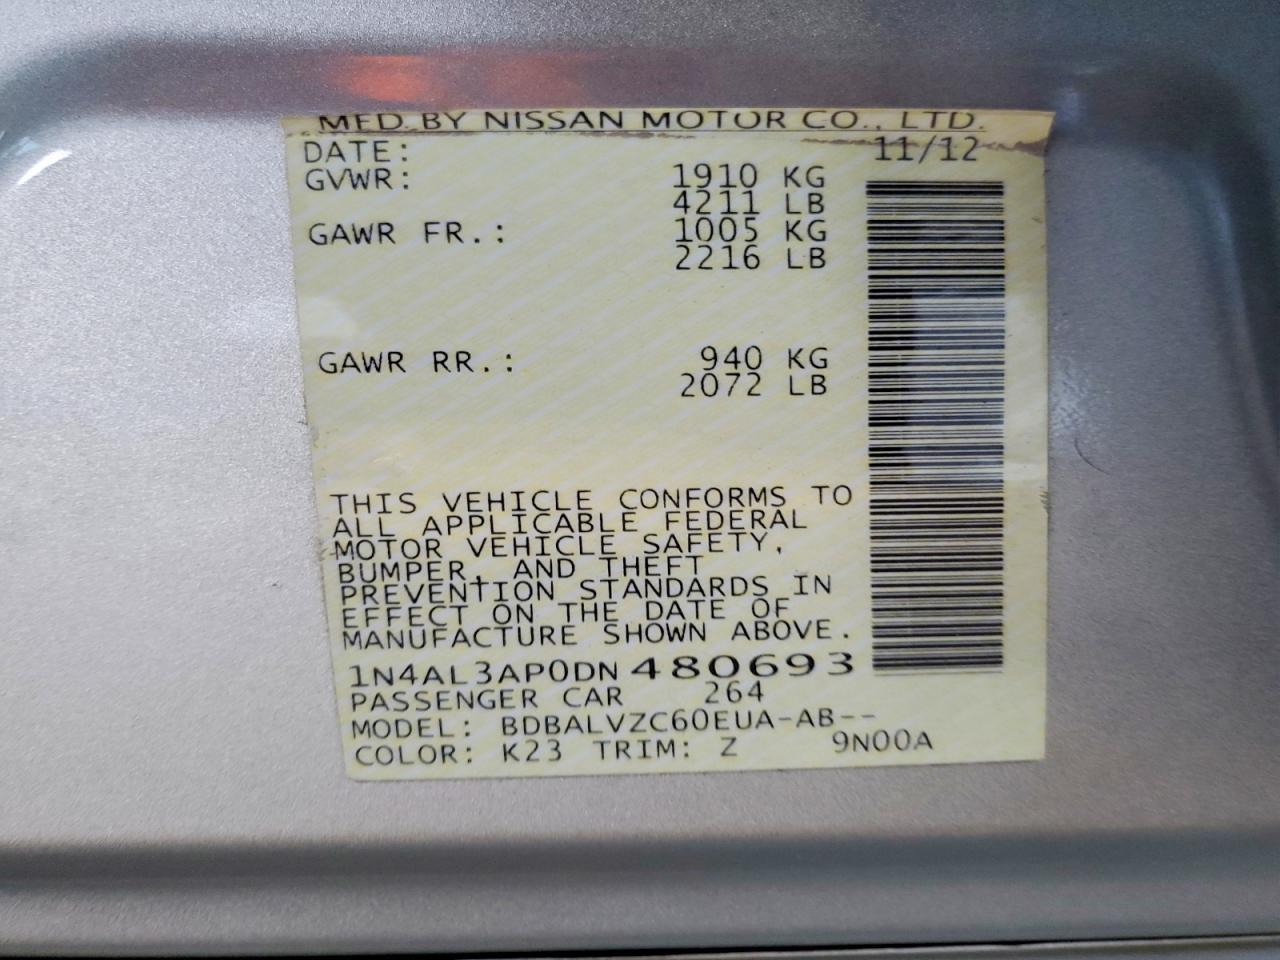 MFD. BY NISSAN MOTOR CO., LTD.
DATE: 11/12
GVWR: 1910 KG
4211 LB
GAWR FR.: 1005 KG
2216 LB
GAWR RR.: 940 KG
2072 LB
THIS VEHICLE CONFORMS TO
ALL APPLICABLE FEDERAL
MOTOR VEHICLE SAFETY,
BUMPER, AND THEFT
PREVENTION STANDARDS IN
EFFECT ON THE DATE OF
MANUFACTURE SHOWN ABOVE.
1N4AL3AP0DN480693
PASSENGER CAR 264
MODEL: BDBALVZC60EUA-AB--
COLOR: K23 TRIM: Z 9N00A